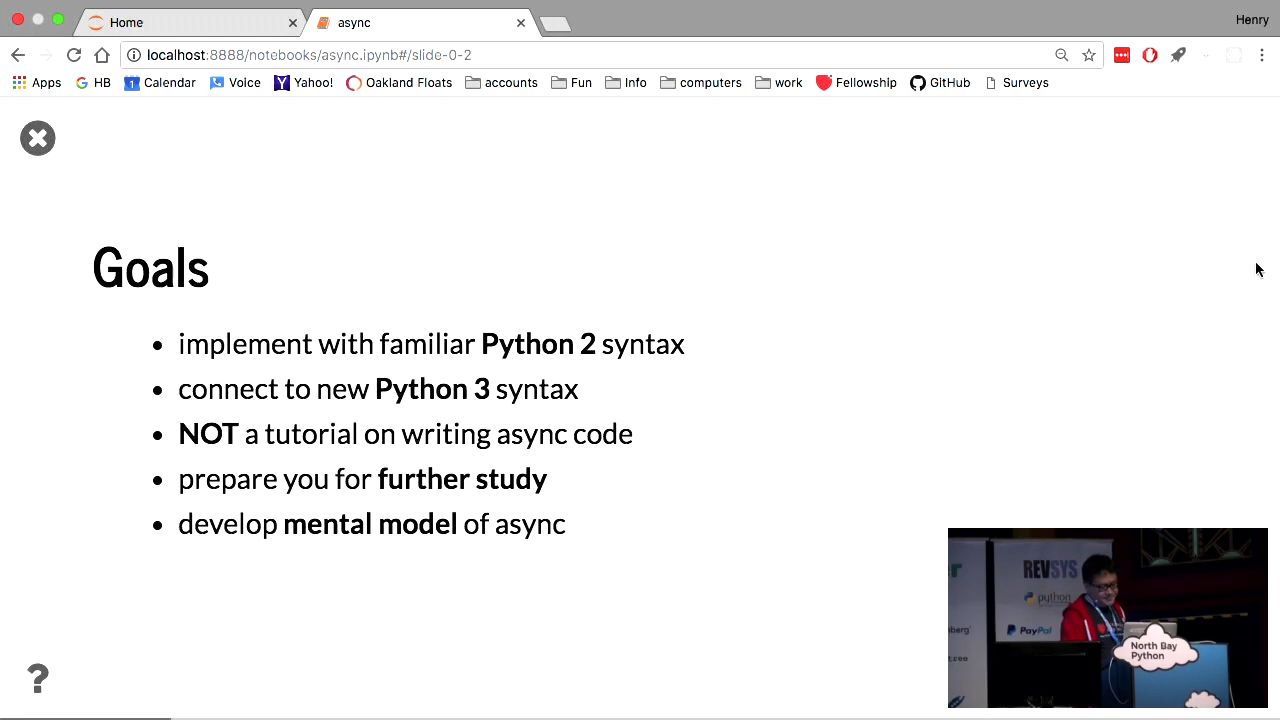 Home
async
Henry
localhost:8888/notebooks/async.ipynb#/slide-0-2
Apps
HB
Calendar
Voice
Yahoo!
Oakland Floats
accounts
Fun
Info
computers
work
Fellowship
GitHub
Surveys
Goals
implement with familiar Python 2 syntax
connect to new Python 3 syntax
NOT a tutorial on writing async code
prepare you for further study
develop mental model of async
REVSYS
python
PayPal
North Bay
Python
?